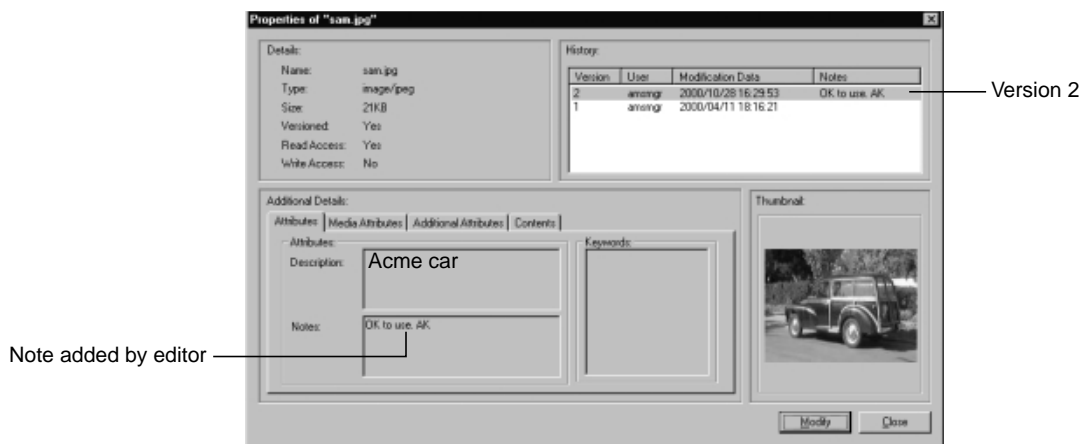 Properties of "sam.jpg"
Details:
Name: sam.jpg
Type: image/jpeg
Size: 21KB
Versioned: Yes
Read Access: Yes
Write Access: No
History:
Version User Modification Data Notes
2 amsmgr 2000/10/28 16:29:53 OK to use. AK
1 amsmgr 2000/04/11 18:16:21
Version 2
Additional Details:
Attributes Media Attributes Additional Attributes Contents
Attributes:
Description: Acme car
Notes: OK to use. AK
Keywords:
Thumbnail:
Note added by editor
Modify Close